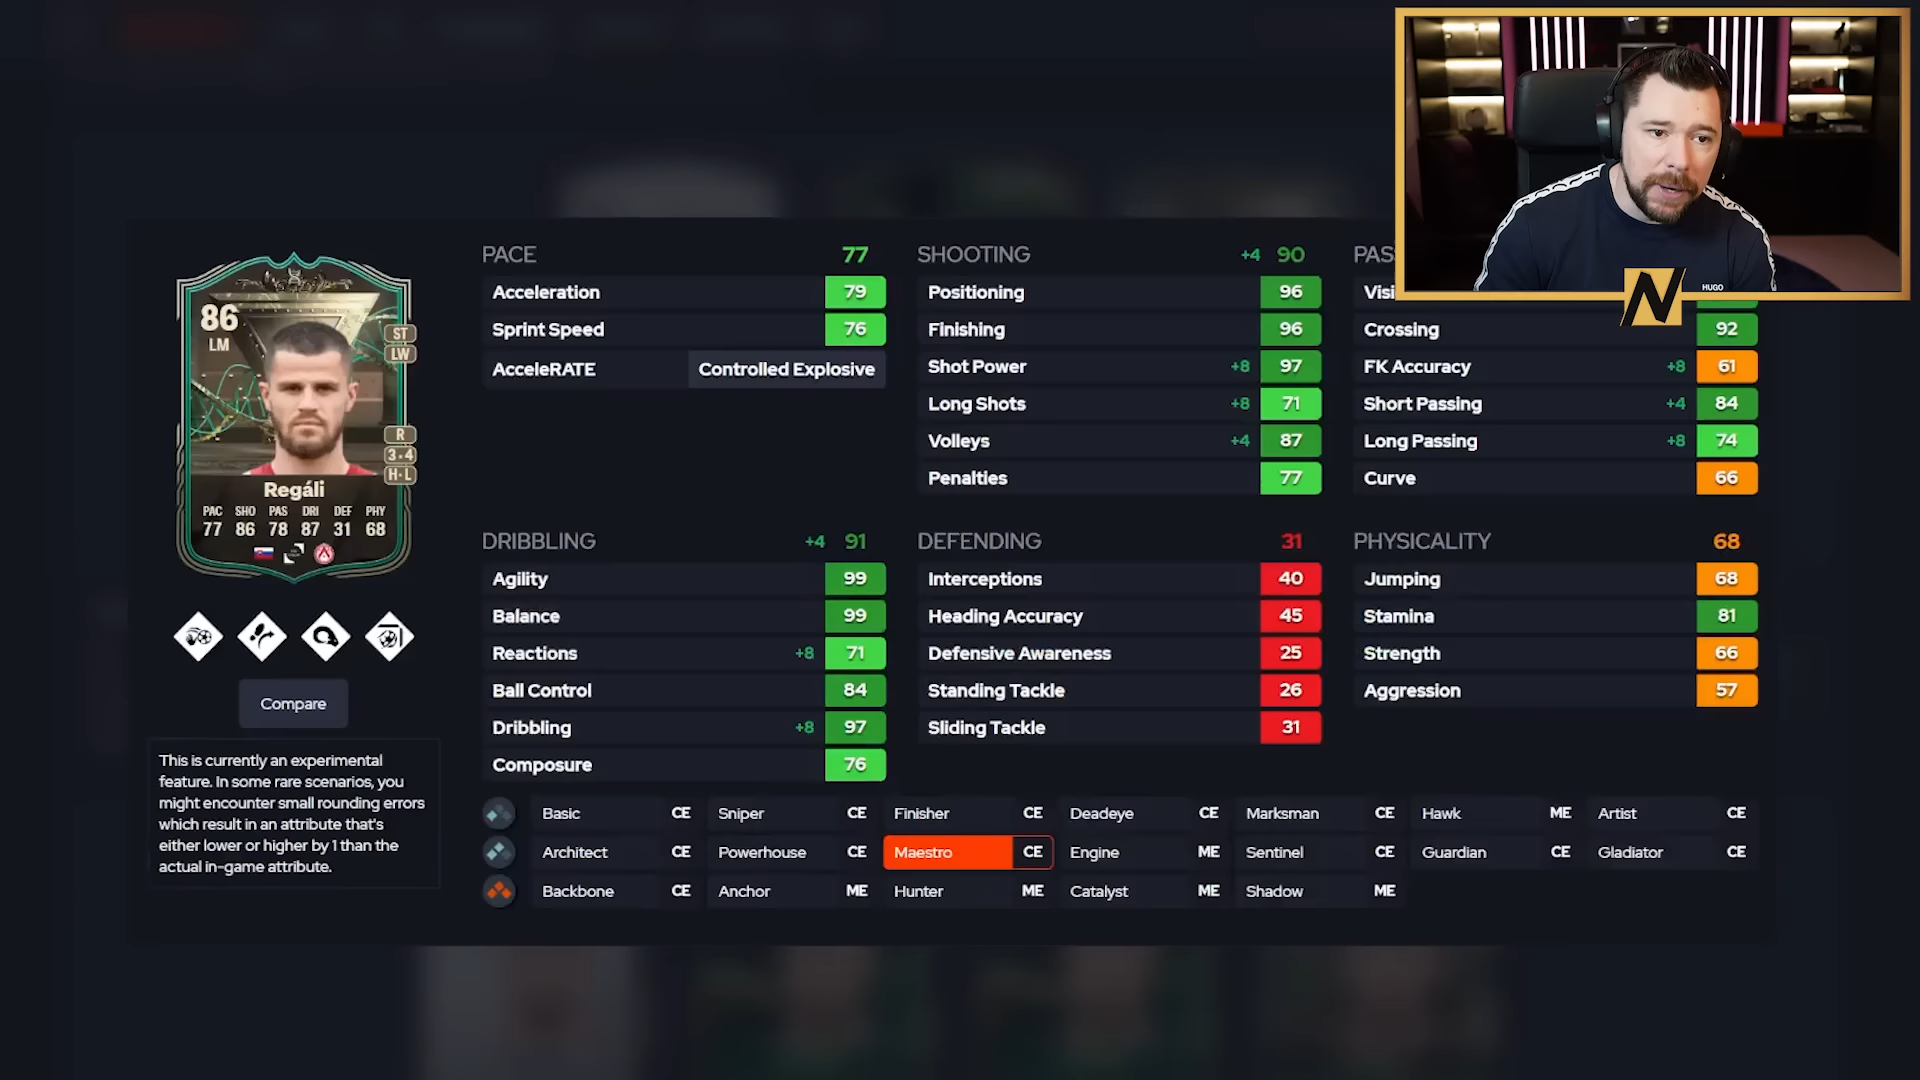 HUGO
N
86
LM
ST
LW
R
3·4
H·L
Regáli
PAC SHO PAS DRI DEF PHY
77 86 78 87 31 68
Compare
This is currently an experimental
feature. In some rare scenarios, you
might encounter small rounding errors
which result in an attribute that's
either lower or higher by 1 than the
actual in-game attribute.
PACE 77
Acceleration 79
Sprint Speed 76
AcceleRATE Controlled Explosive
SHOOTING +4 90
Positioning 96
Finishing 96
Shot Power +8 97
Long Shots +8 71
Volleys +4 87
Penalties 77
PAS
Visi
Crossing 92
FK Accuracy +8 61
Short Passing +4 84
Long Passing +8 74
Curve 66
DRIBBLING +4 91
Agility 99
Balance 99
Reactions +8 71
Ball Control 84
Dribbling +8 97
Composure 76
DEFENDING 31
Interceptions 40
Heading Accuracy 45
Defensive Awareness 25
Standing Tackle 26
Sliding Tackle 31
PHYSICALITY 68
Jumping 68
Stamina 81
Strength 66
Aggression 57
Basic CE Sniper CE Finisher CE Deadeye CE Marksman CE Hawk ME Artist CE
Architect CE Powerhouse CE Maestro CE Engine ME Sentinel CE Guardian CE Gladiator CE
Backbone CE Anchor ME Hunter ME Catalyst ME Shadow ME